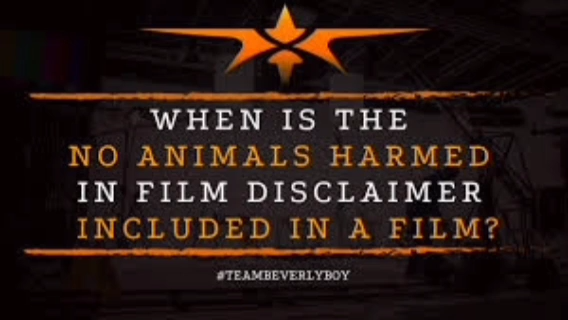 WHEN IS THE
NO ANIMALS HARMED
IN FILM DISCLAIMER
INCLUDED IN A FILM?
#TEAMBEVERLYBOY